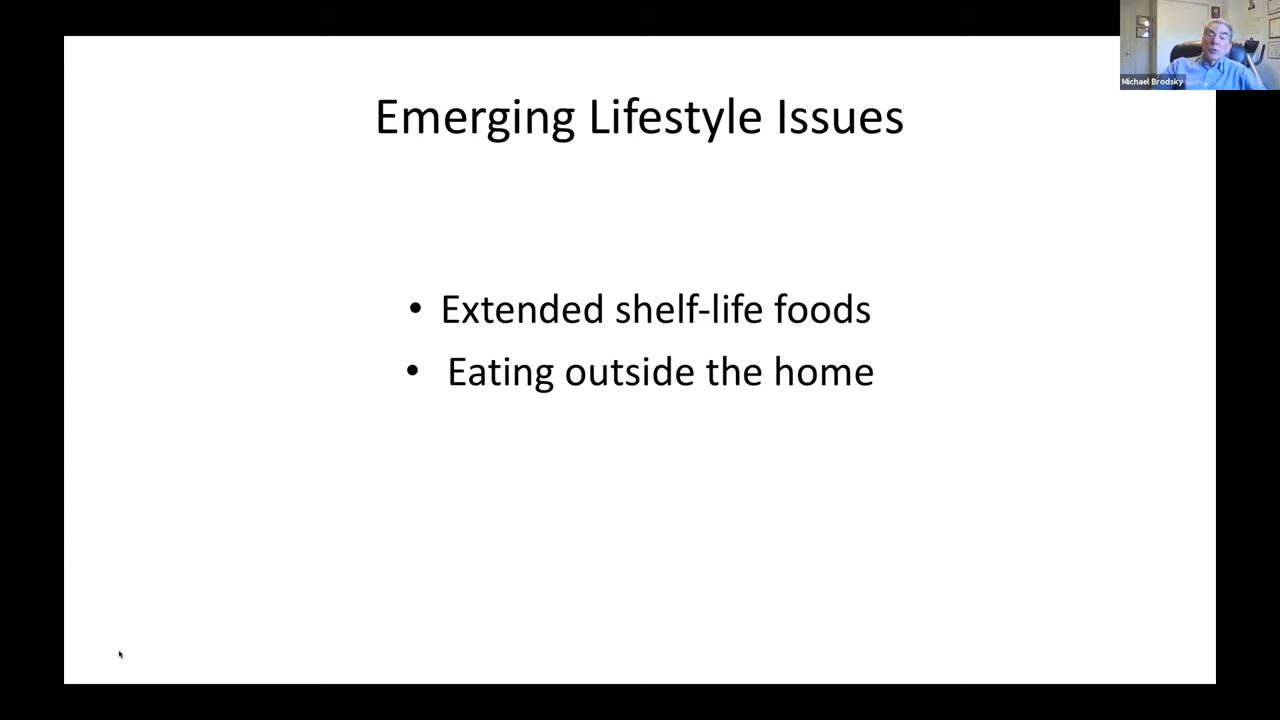 Michael Brodsky
Emerging Lifestyle Issues
• Extended shelf-life foods
• Eating outside the home